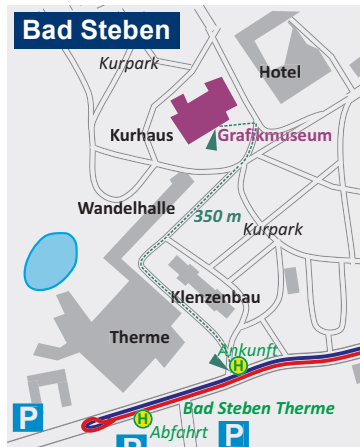 Bad Steben
Kurpark
Hotel
Kurhaus
Grafikmuseum
Wandelhalle
350 m
Kurpark
Klenzenbau
Therme
Ankunft
H
Bad Steben Therme
P
H
Abfahrt
P
P